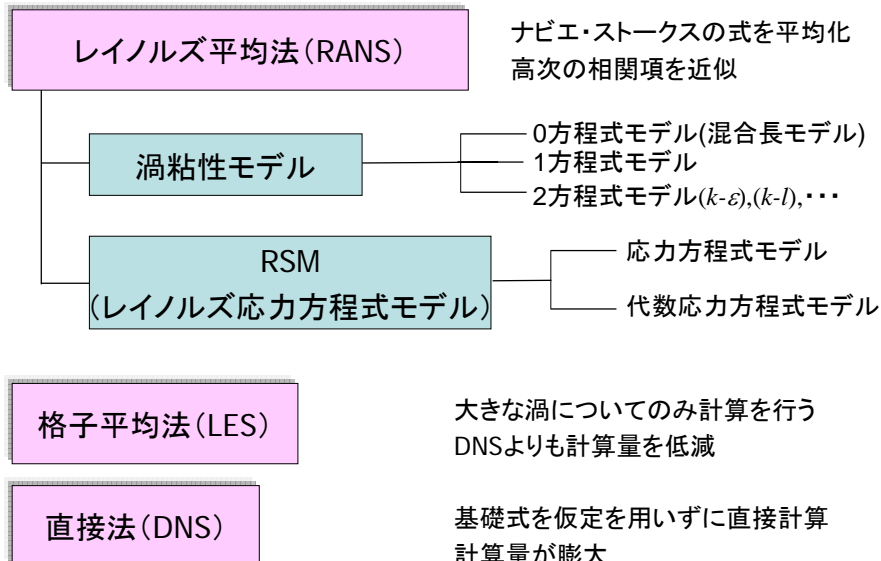 レイノルズ平均法(RANS)
ナビエ・ストークスの式を平均化
高次の相関項を近似
渦粘性モデル
0方程式モデル(混合長モデル)
1方程式モデル
2方程式モデル(k-ε),(k-l),・・・
RSM
(レイノルズ応力方程式モデル)
応力方程式モデル
代数応力方程式モデル
格子平均法(LES)
大きな渦についてのみ計算を行う
DNSよりも計算量を低減
直接法(DNS)
基礎式を仮定を用いずに直接計算
計算量が膨大